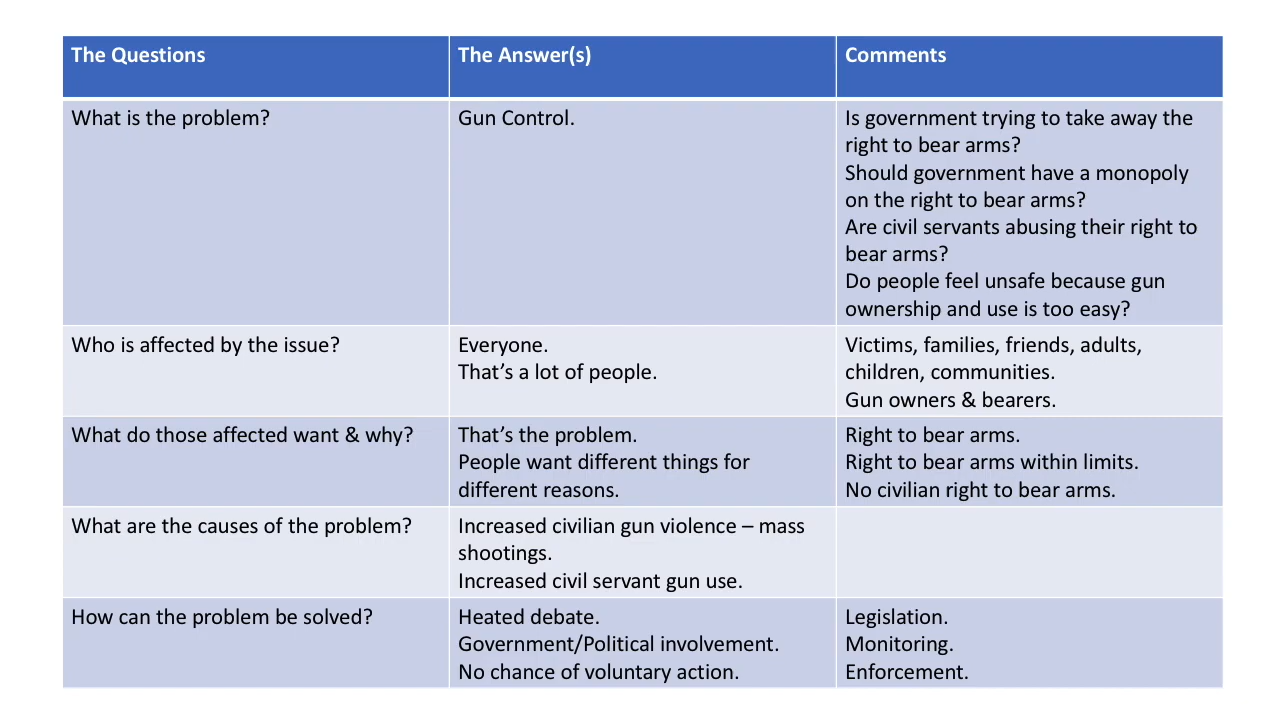 The Questions
The Answer(s)
Comments
What is the problem?
Gun Control.
Is government trying to take away the
right to bear arms?
Should government have a monopoly
on the right to bear arms?
Are civil servants abusing their right to
bear arms?
Do people feel unsafe because gun
ownership and use is too easy?
Who is affected by the issue?
Everyone.
That’s a lot of people.
Victims, families, friends, adults,
children, communities.
Gun owners & bearers.
What do those affected want & why?
That’s the problem.
People want different things for
different reasons.
Right to bear arms.
Right to bear arms within limits.
No civilian right to bear arms.
What are the causes of the problem?
Increased civilian gun violence – mass
shootings.
Increased civil servant gun use.
How can the problem be solved?
Heated debate.
Government/Political involvement.
No chance of voluntary action.
Legislation.
Monitoring.
Enforcement.